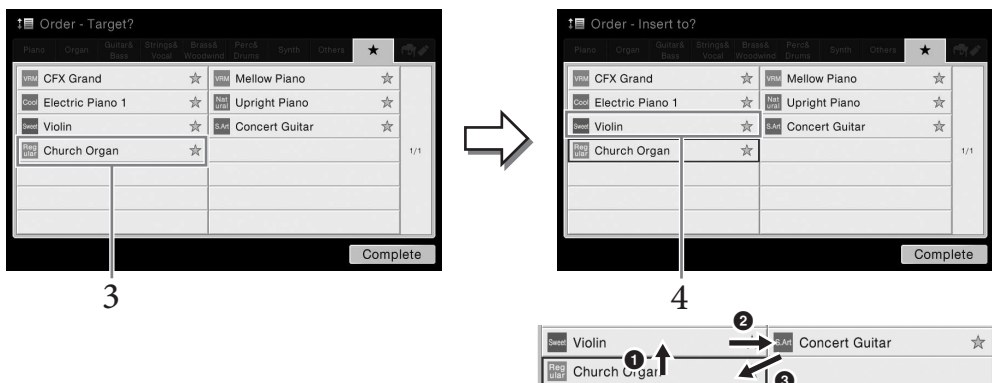 Order - Target?
Piano Organ Guitar& Bass Strings& Vocal Brass& Woodwind Perc& Drums Synth Others ★
VRM CFX Grand ☆ VRM Mellow Piano ☆
Cool Electric Piano 1 ☆ Natural Upright Piano ☆
Sweet Violin ☆ S.Art Concert Guitar ☆
Regular Church Organ ☆
1/1
Complete
3
Order - Insert to?
Piano Organ Guitar& Bass Strings& Vocal Brass& Woodwind Perc& Drums Synth Others ★
VRM CFX Grand ☆ VRM Mellow Piano ☆
Cool Electric Piano 1 ☆ Natural Upright Piano ☆
Sweet Violin ☆ S.Art Concert Guitar ☆
Regular Church Organ ☆
1/1
Complete
4
Sweet Violin ❷ S.Art Concert Guitar ☆
Regular Church Organ ❶ ❸